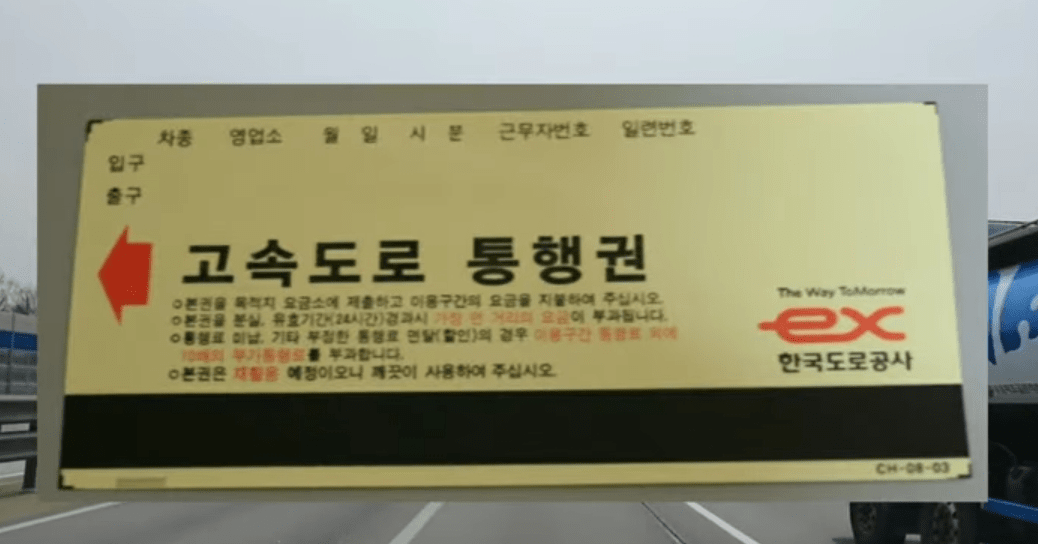 차종 영업소 월 일 시 분 근무자번호 일련번호
입구
출구
고속도로 통행권
○본권을 목적지 요금소에 제출하고 이용구간의 요금을 지불하여 주십시오.
○본권을 분실, 유효기간(24시간)경과시 가장 먼 거리의 요금이 부과됩니다.
○통행료 미납, 기타 부정한 통행료 면탈(할인)의 경우 이용구간 통행료 외에
10배의 부가통행료를 부과합니다.
○본권은 재활용 예정이오니 깨끗이 사용하여 주십시오.
The Way ToMorrow
ex
한국도로공사
CH-08-03